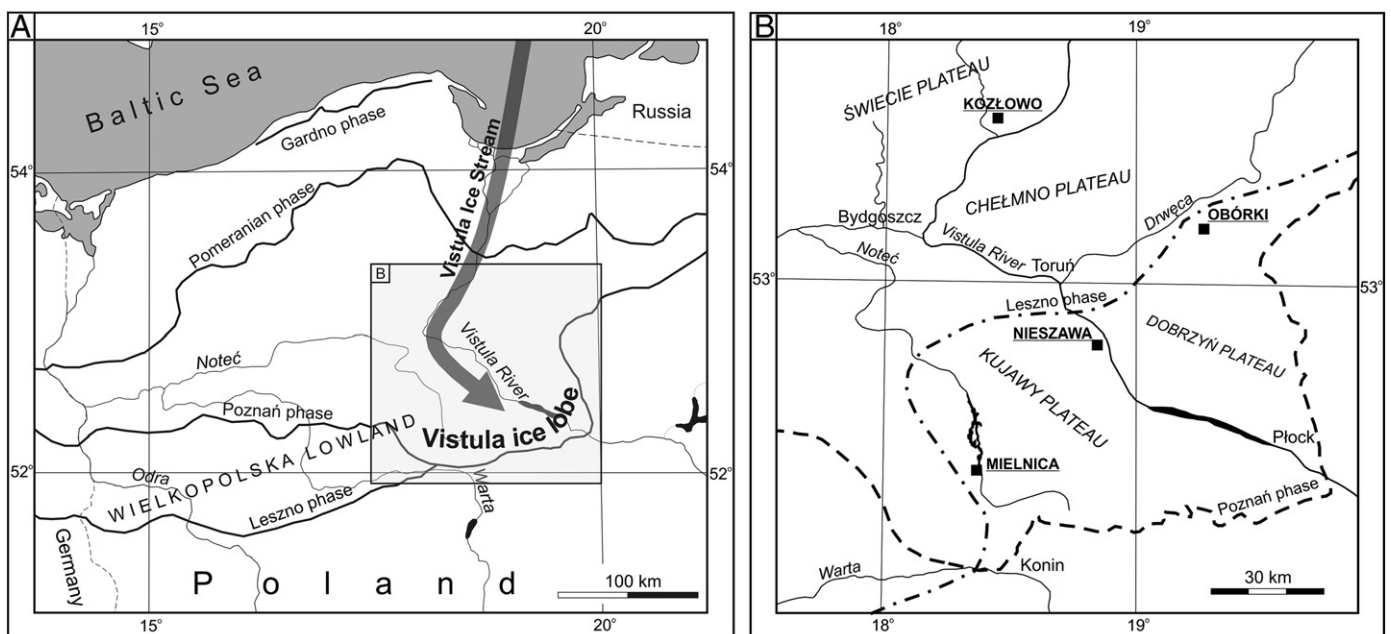 A
15°
20°
Baltic Sea
Gardno phase
Russia
54°
54°
Pomeranian phase
Vistula Ice Stream
B
Vistula River
Noteć
Poznań phase
Vistula ice lobe
WIELKOPOLSKA LOWLAND
52°
52°
Odra
Leszno phase
Warta
Germany
Poland
100 km
15°
20°
B
18°
19°
ŚWIECIE PLATEAU
KOZŁOWO
CHEŁMNO PLATEAU
Bydgoszcz
Drwęca
OBÓRKI
Vistula River
Noteć
Toruń
53°
53°
Leszno phase
NIESZAWA
DOBRZYŃ PLATEAU
KUJAWY PLATEAU
Płock
MIELNICA
Poznań phase
Warta
Konin
30 km
18°
19°